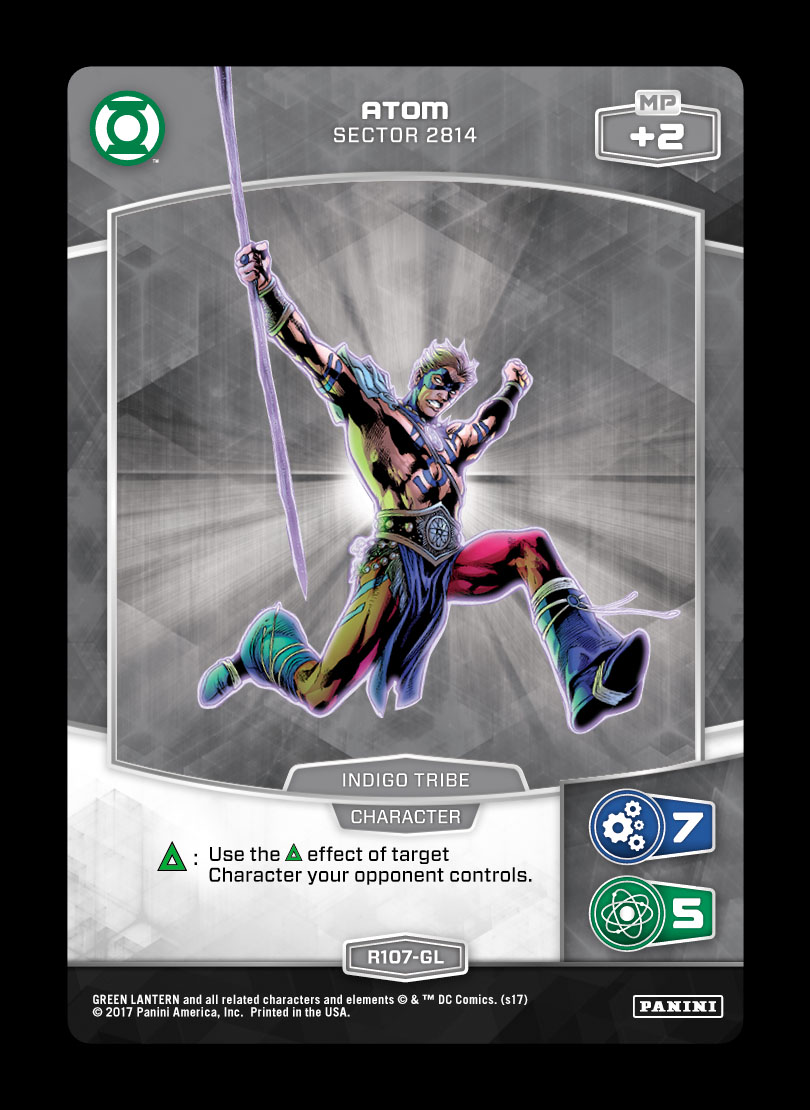 ATOM
SECTOR 2814
MP
+2
™
INDIGO TRIBE
CHARACTER
: Use the effect of target
Character your opponent controls.
7
5
R107-GL
GREEN LANTERN and all related characters and elements © & ™ DC Comics. (s17)
© 2017 Panini America, Inc. Printed in the USA.
PANINI